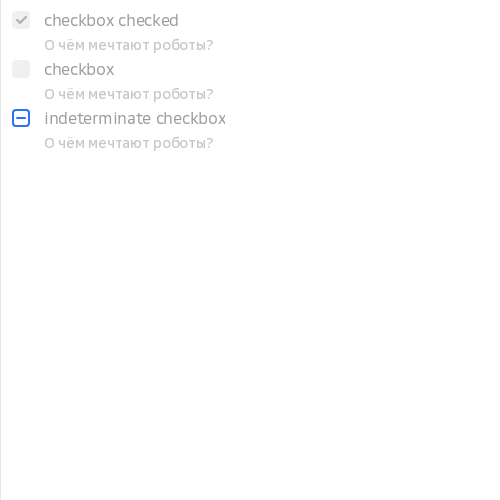 checkbox checked
О чём мечтают роботы?
checkbox
О чём мечтают роботы?
indeterminate checkbox
О чём мечтают роботы?